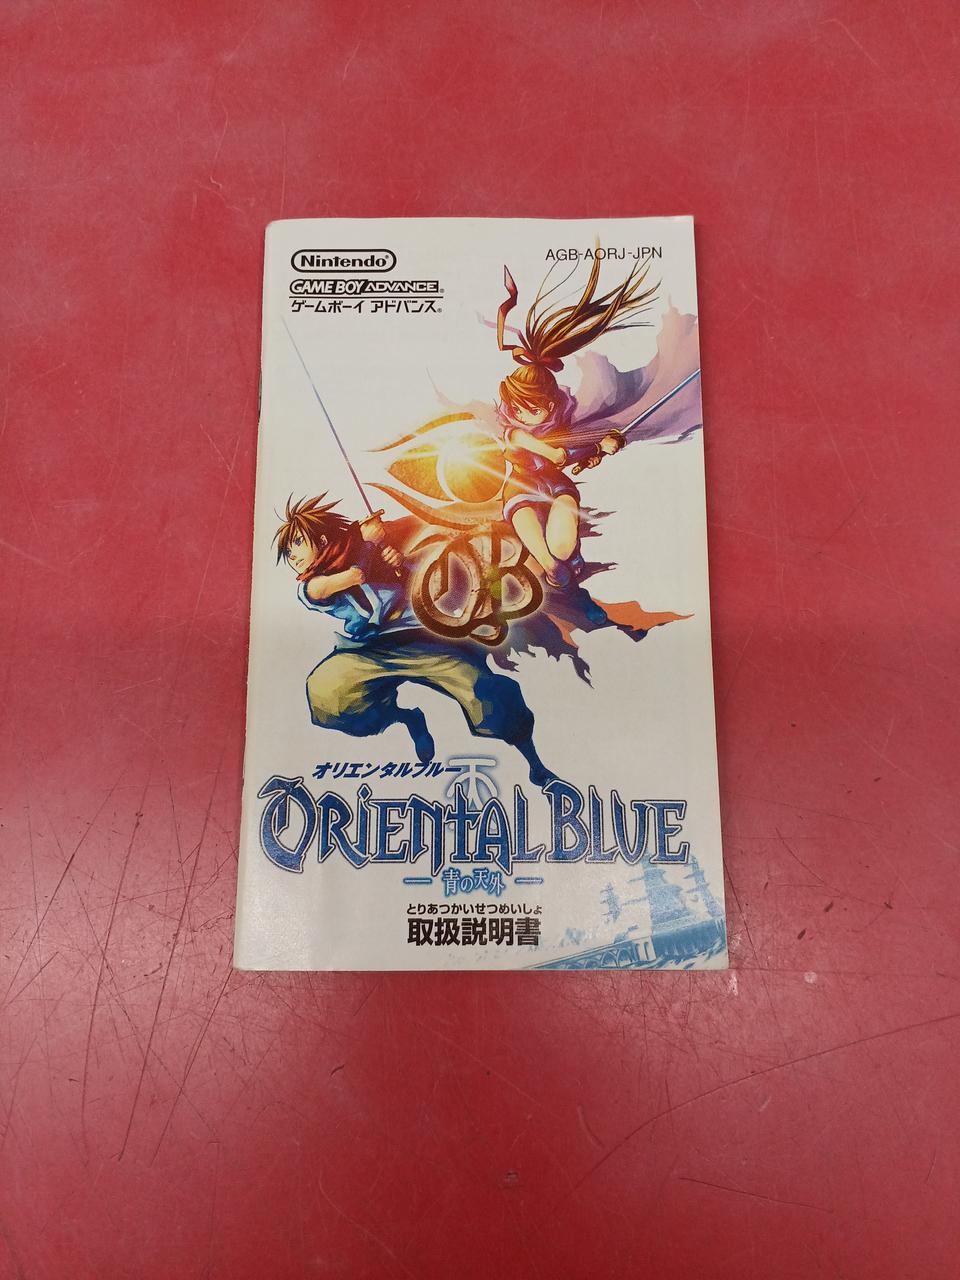 Nintendo®
AGB-AORJ-JPN
GAME BOY ADVANCE®
ゲームボーイ アドバンス®
OB
オリエンタルブルー
ORIENTAL BLUE
— 青の天外 —
とりあつかいせつめいしょ
取扱説明書